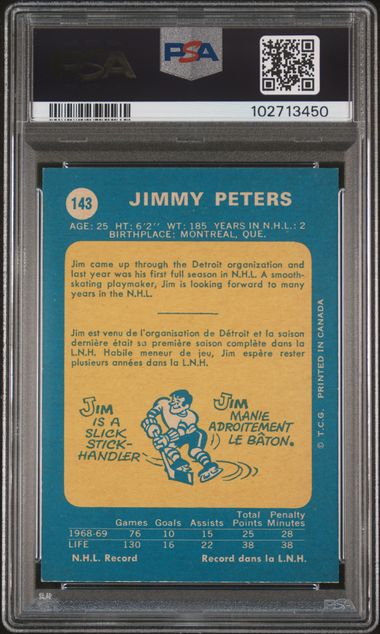 PSA
PSA
102713450
143 JIMMY PETERS
AGE: 25 HT: 6'2'' WT: 185 YEARS IN N.H.L.: 2
BIRTHPLACE: MONTREAL, QUE.
Jim came up through the Detroit organization and
last year was his first full season in N.H.L. A smooth-
skating playmaker, Jim is looking forward to many
years in the N.H.L.
Jim est venu de l'organisation de Détroit et la saison
dernière était sa première saison complète dans la
L.N.H. Habile meneur de jeu, Jim espère rester
plusieurs années dans la L.N.H.
JIM
IS A
SLICK
STICK-
HANDLER
JIM
MANIE
ADROITEMENT
LE BÂTON.
© T.C.G. PRINTED IN CANADA
Games Goals Assists Total Points Penalty Minutes
1968-69 76 10 15 25 28
LIFE 130 16 22 38 38
N.H.L. Record Record dans la L.N.H.